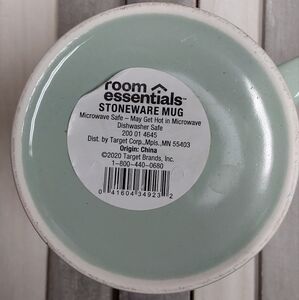 room
essentials™
STONEWARE MUG
Microwave Safe – May Get Hot in Microwave
Dishwasher Safe
200 01 4645
Dist. by Target Corp., Mpls., MN 55403
Origin: China
©2020 Target Brands, Inc.
1-800-440-0680
0 41604 34923 2